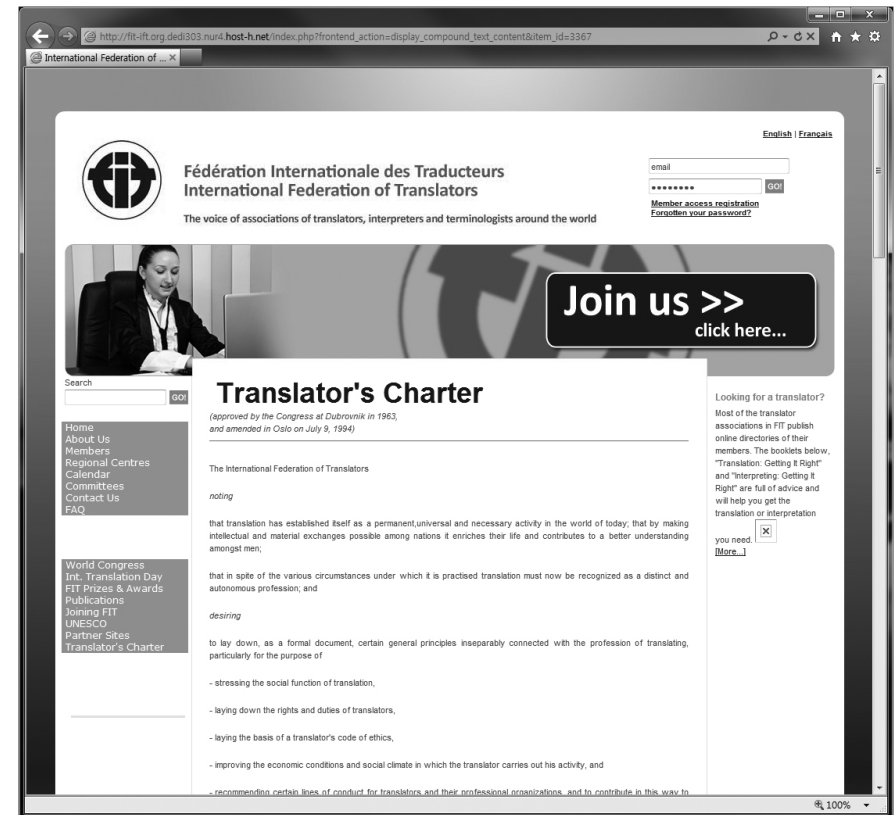 http://fit-ift.org.dedi303.nur4.host-h.net/index.php?frontend_action=display_compound_text_content&item_id=3367
International Federation of ...
English | Français
fit
Fédération Internationale des Traducteurs
International Federation of Translators
The voice of associations of translators, interpreters and terminologists around the world
email
GO!
Member access registration
Forgotten your password?
Join us >>
click here...
Search
GO!
Home
About Us
Members
Regional Centres
Calendar
Committees
Contact Us
FAQ
World Congress
Int. Translation Day
FIT Prizes & Awards
Publications
Joining FIT
UNESCO
Partner Sites
Translator's Charter
Translator's Charter
(approved by the Congress at Dubrovnik in 1963,
and amended in Oslo on July 9, 1994)
The International Federation of Translators
noting
that translation has established itself as a permanent,universal and necessary activity in the world of today; that by making
intellectual and material exchanges possible among nations it enriches their life and contributes to a better understanding
amongst men;
that in spite of the various circumstances under which it is practised translation must now be recognized as a distinct and
autonomous profession; and
desiring
to lay down, as a formal document, certain general principles inseparably connected with the profession of translating,
particularly for the purpose of
- stressing the social function of translation,
- laying down the rights and duties of translators,
- laying the basis of a translator's code of ethics,
- improving the economic conditions and social climate in which the translator carries out his activity, and
- recommending certain lines of conduct for translators and their professional organizations, and to contribute in this way to
Looking for a translator?
Most of the translator
associations in FIT publish
online directories of their
members. The booklets below,
"Translation: Getting It Right"
and "Interpreting: Getting It
Right" are full of advice and
will help you get the
translation or interpretation
you need.
[More...]
100%